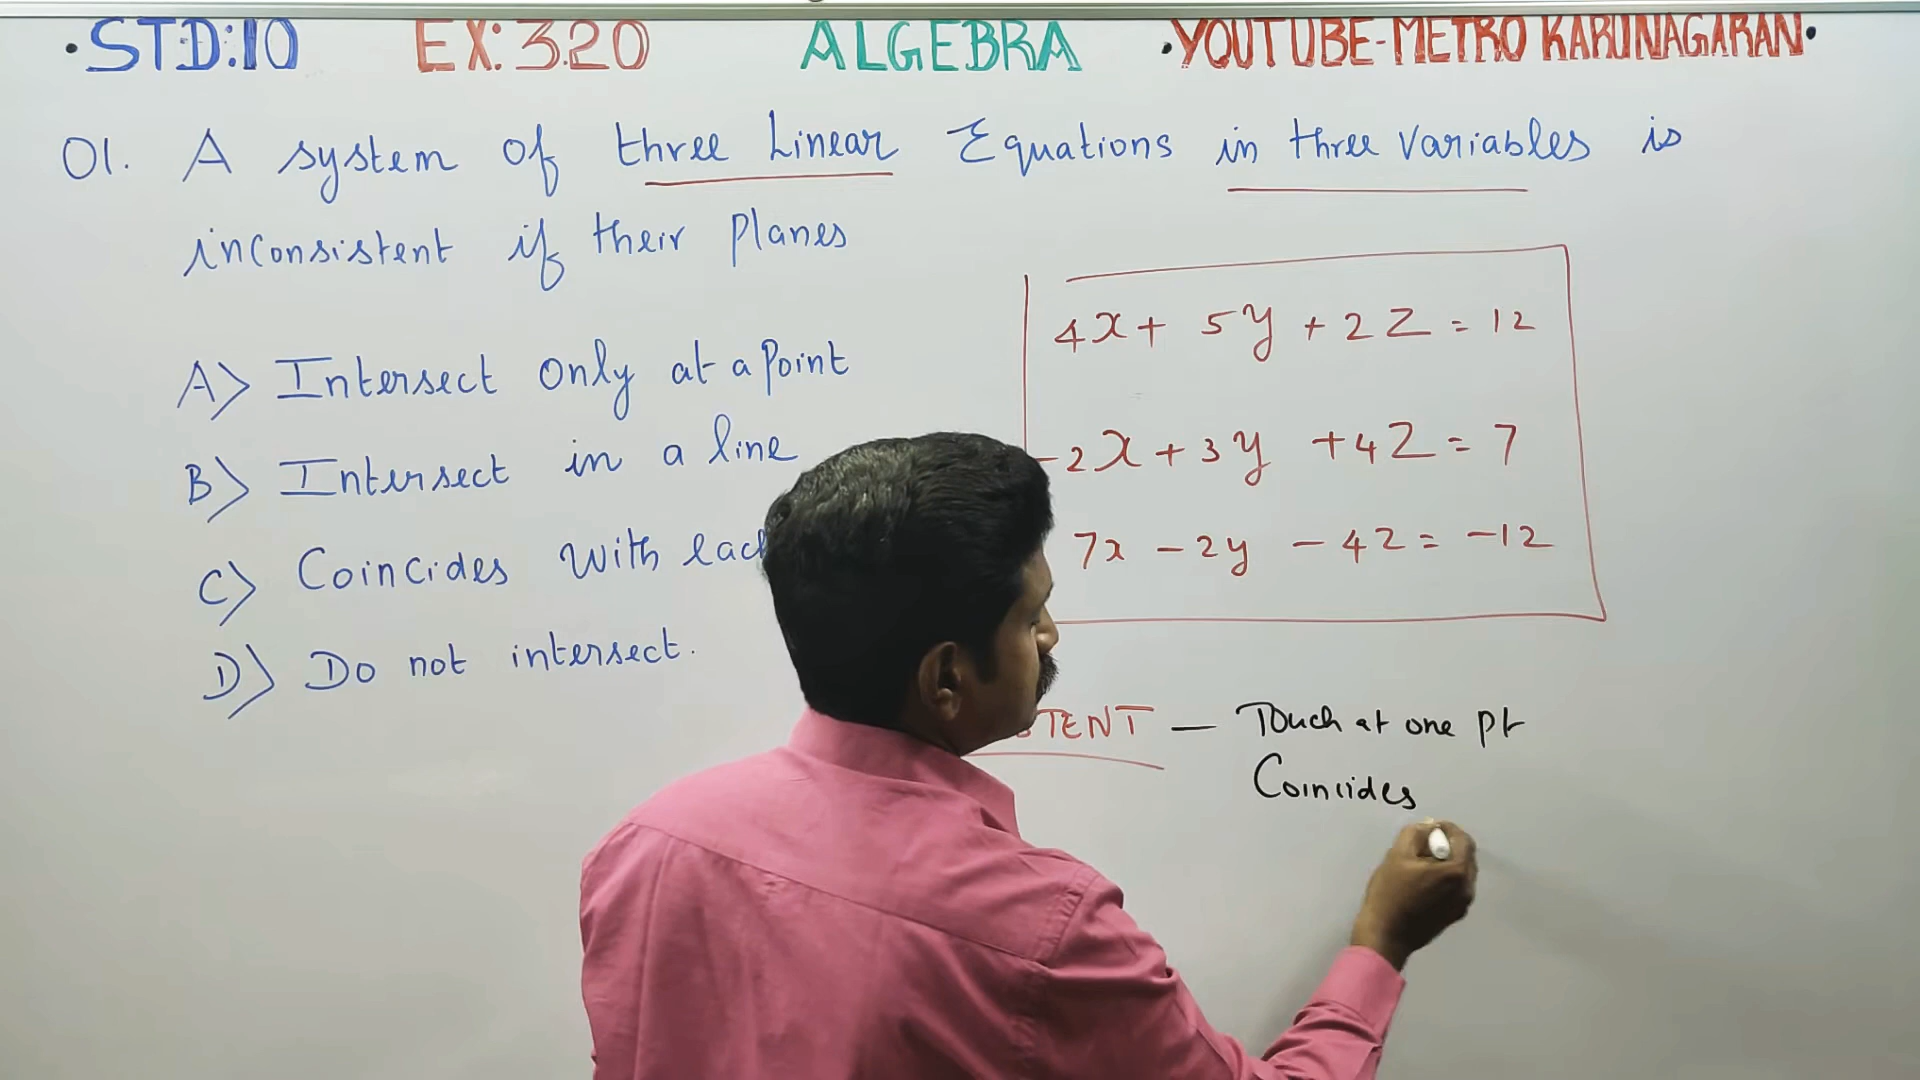 •STD:10 EX:3.20 ALGEBRA •YOUTUBE-METRO KARUNAGARAN•
01. A system of three Linear Equations in three variables is
inconsistent if their Planes
A) Intersect only at a Point
B) Intersect in a line
C) Coincides with each
D) Do not intersect.
4x + 5y + 2z = 12
-2x + 3y + 4z = 7
7x - 2y - 4z = -12
TENT — Touch at one pt
Coincides